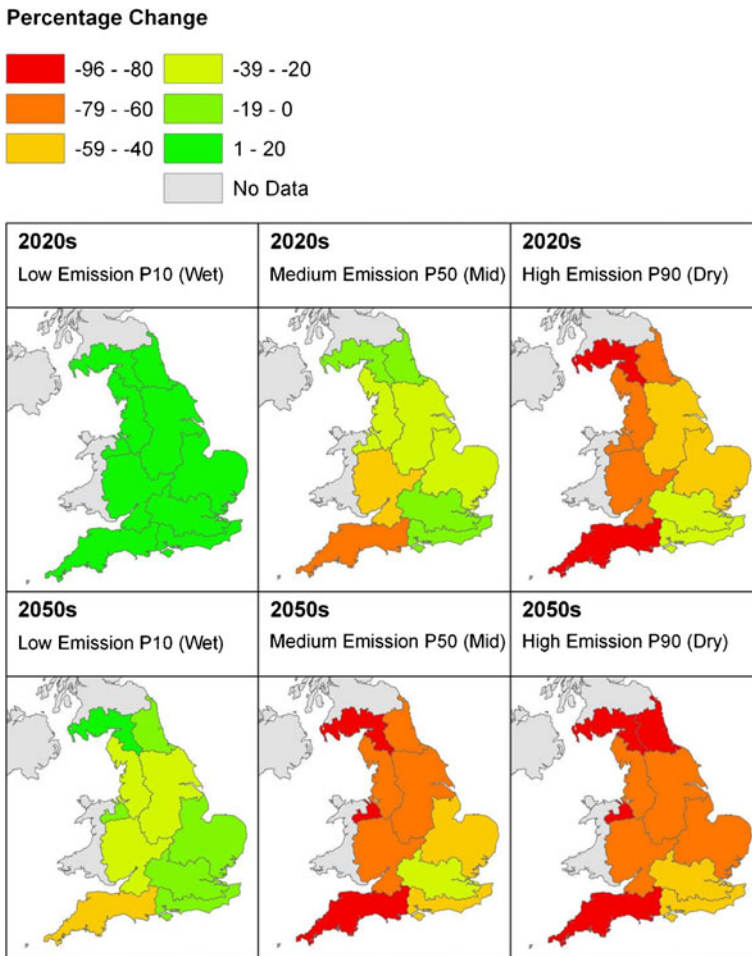 Percentage Change
-96 - -80
-79 - -60
-59 - -40
-39 - -20
-19 - 0
1 - 20
No Data
2020s
Low Emission P10 (Wet)
2020s
Medium Emission P50 (Mid)
2020s
High Emission P90 (Dry)
2050s
Low Emission P10 (Wet)
2050s
Medium Emission P50 (Mid)
2050s
High Emission P90 (Dry)